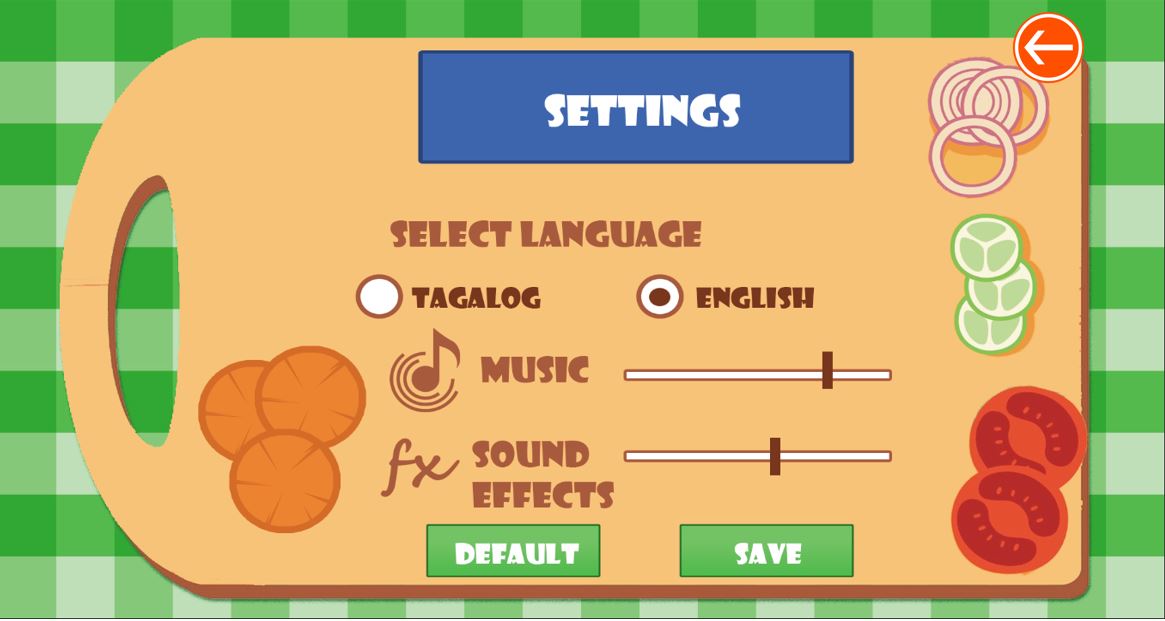 SETTINGS
SELECT LANGUAGE
TAGALOG
ENGLISH
MUSIC
fx
SOUND
EFFECTS
DEFAULT
SAVE